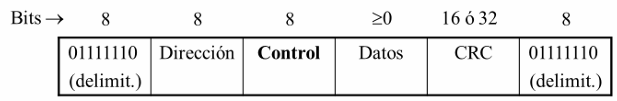 Bits → 8 8 8 ≥0 16 ó 32 8
01111110 Dirección Control Datos CRC 01111110
(delimit.) (delimit.)